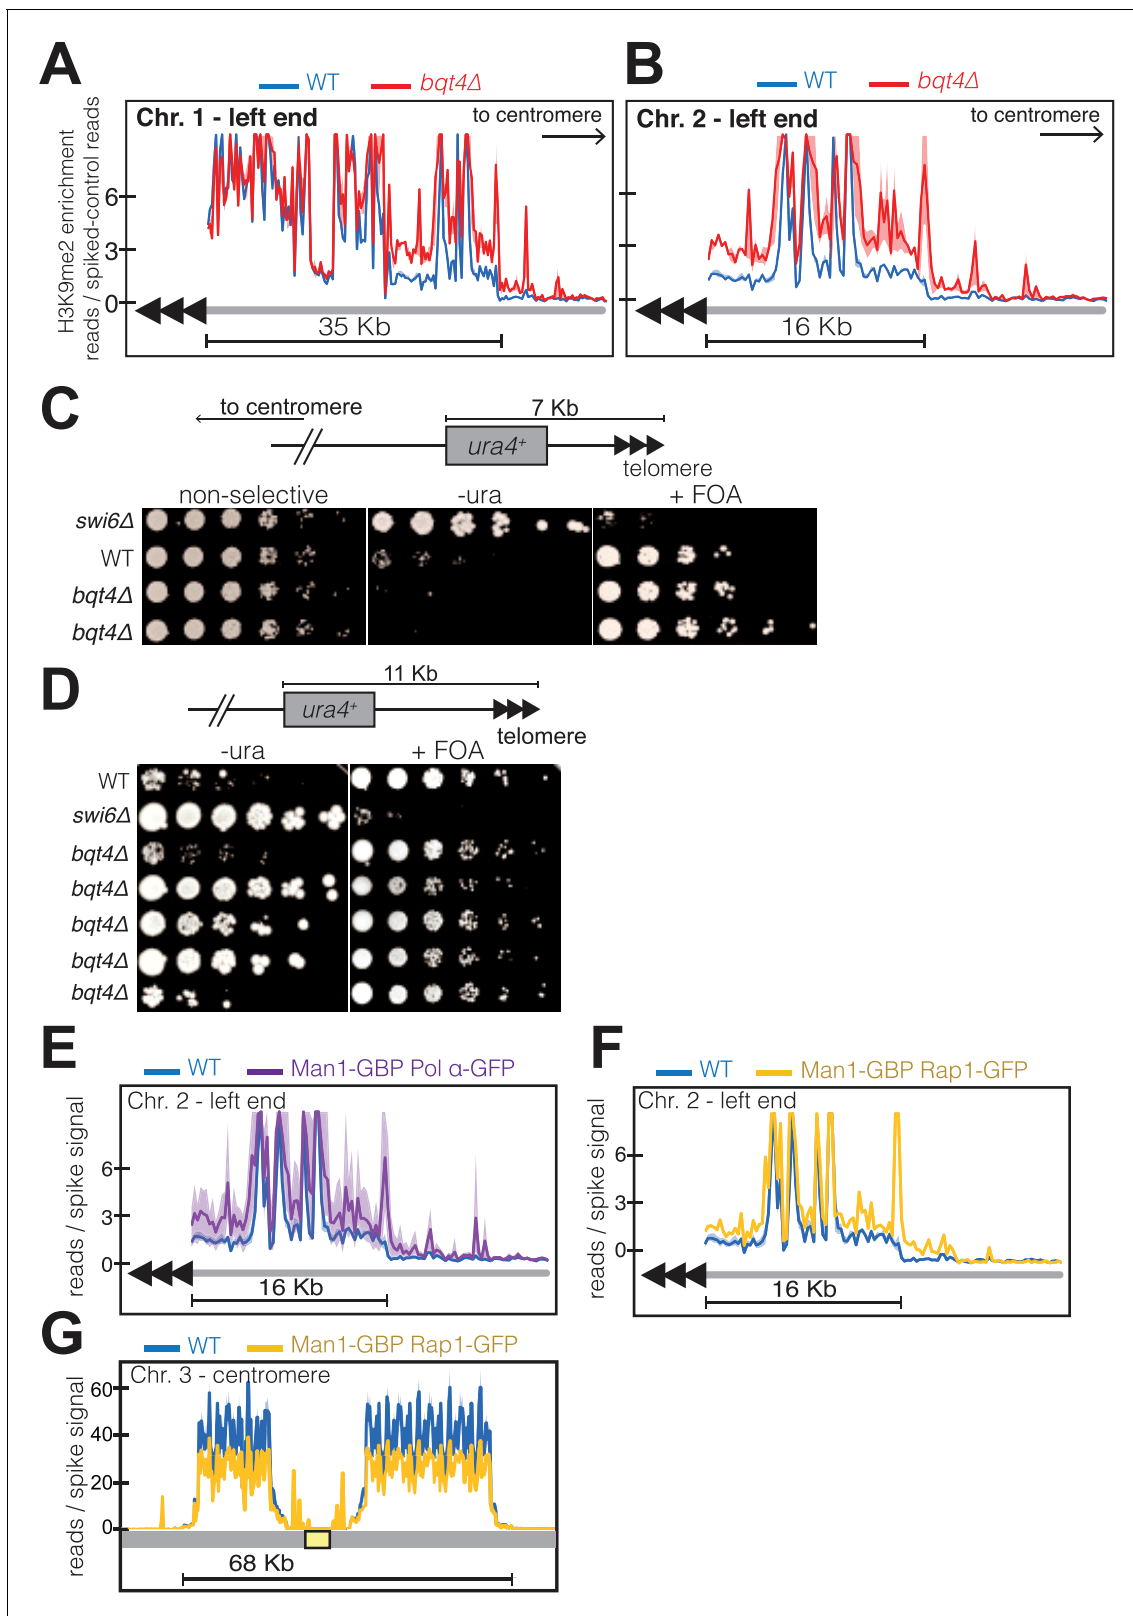 A
WT bqt4Δ
Chr. 1 - left end
to centromere
H3K9me2 enrichment
reads / spiked-control reads
6
3
0
35 Kb
B
WT bqt4Δ
Chr. 2 - left end
to centromere
16 Kb
C
to centromere
7 Kb
ura4+
telomere
non-selective -ura + FOA
swi6Δ
WT
bqt4Δ
bqt4Δ
D
11 Kb
ura4+
telomere
-ura + FOA
WT
swi6Δ
bqt4Δ
bqt4Δ
bqt4Δ
bqt4Δ
bqt4Δ
E
WT Man1-GBP Pol α-GFP
Chr. 2 - left end
reads / spike signal
6
3
0
16 Kb
F
WT Man1-GBP Rap1-GFP
Chr. 2 - left end
reads / spike signal
6
3
0
16 Kb
G
WT Man1-GBP Rap1-GFP
Chr. 3 - centromere
reads / spike signal
60
40
20
0
68 Kb